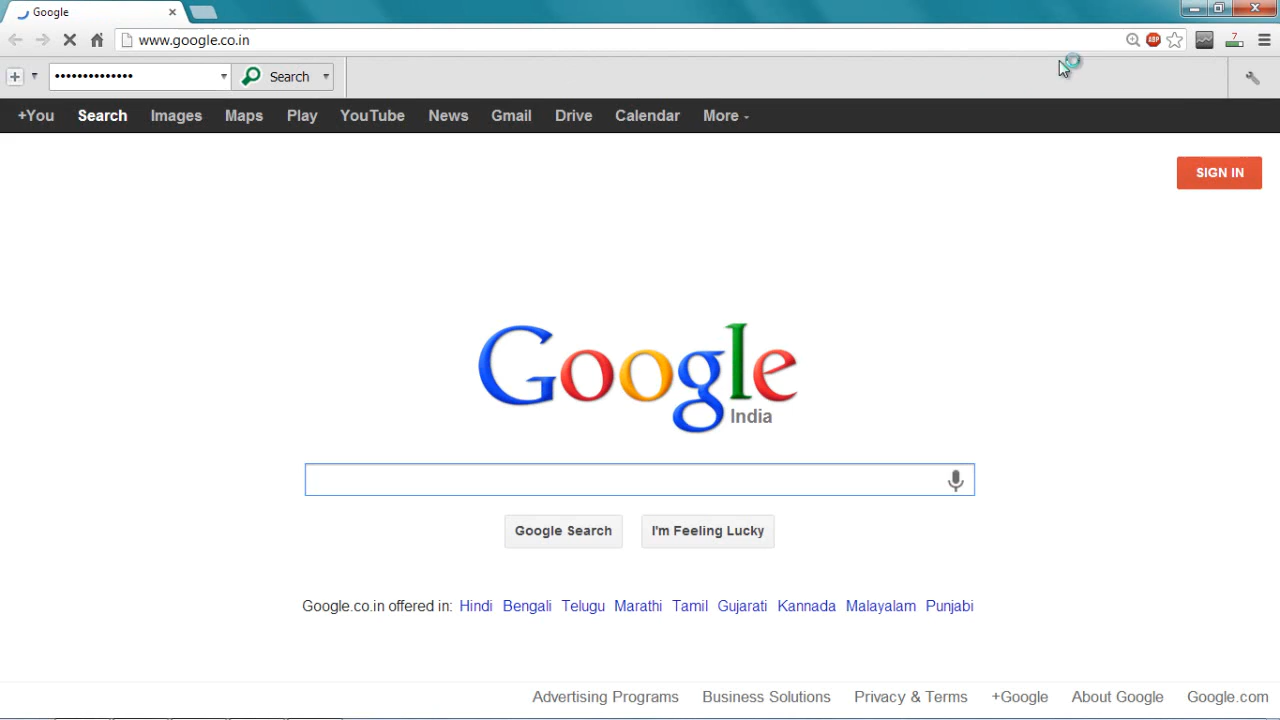 Google
www.google.co.in
ABP
7
•••••••••••••• Search
+You Search Images Maps Play YouTube News Gmail Drive Calendar More
SIGN IN
Google
India
Google Search I'm Feeling Lucky
Google.co.in offered in: Hindi Bengali Telugu Marathi Tamil Gujarati Kannada Malayalam Punjabi
Advertising Programs Business Solutions Privacy & Terms +Google About Google Google.com